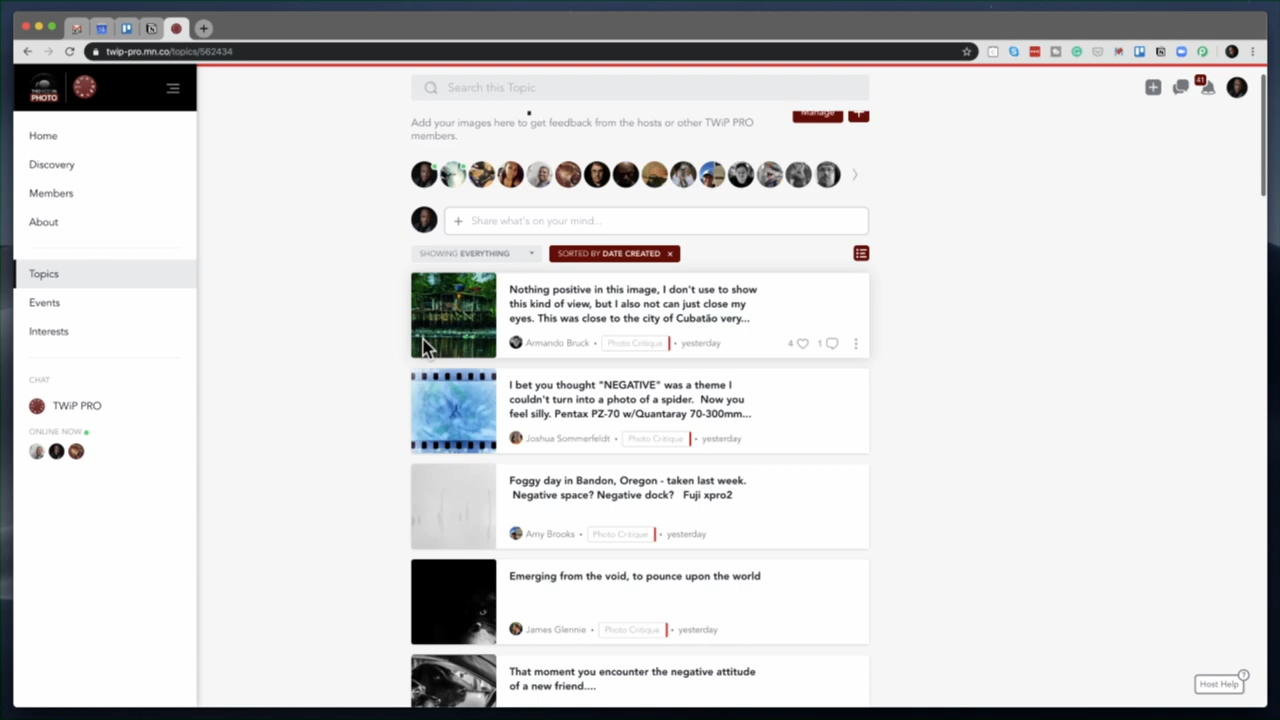 twip-pro.mn.co/topics/562434
THIS WEEK IN
PHOTO
Search this Topic
41
Home
Discovery
Members
About
Topics
Events
Interests
CHAT
TWiP PRO
ONLINE NOW
Add your images here to get feedback from the hosts or other TWiP PRO
members.
Manage
+
+ Share what's on your mind...
SHOWING EVERYTHING
SORTED BY DATE CREATED ×
Nothing positive in this image, I don't use to show
this kind of view, but I also not can just close my
eyes. This was close to the city of Cubatão very...
Armando Bruck • Photo Critique • yesterday 4 1
I bet you thought "NEGATIVE" was a theme I
couldn't turn into a photo of a spider. Now you
feel silly. Pentax PZ-70 w/Quantaray 70-300mm...
Joshua Sommerfeldt • Photo Critique • yesterday
Foggy day in Bandon, Oregon - taken last week.
Negative space? Negative dock? Fuji xpro2
Amy Brooks • Photo Critique • yesterday
Emerging from the void, to pounce upon the world
James Glennie • Photo Critique • yesterday
That moment you encounter the negative attitude
of a new friend....
Host Help ?